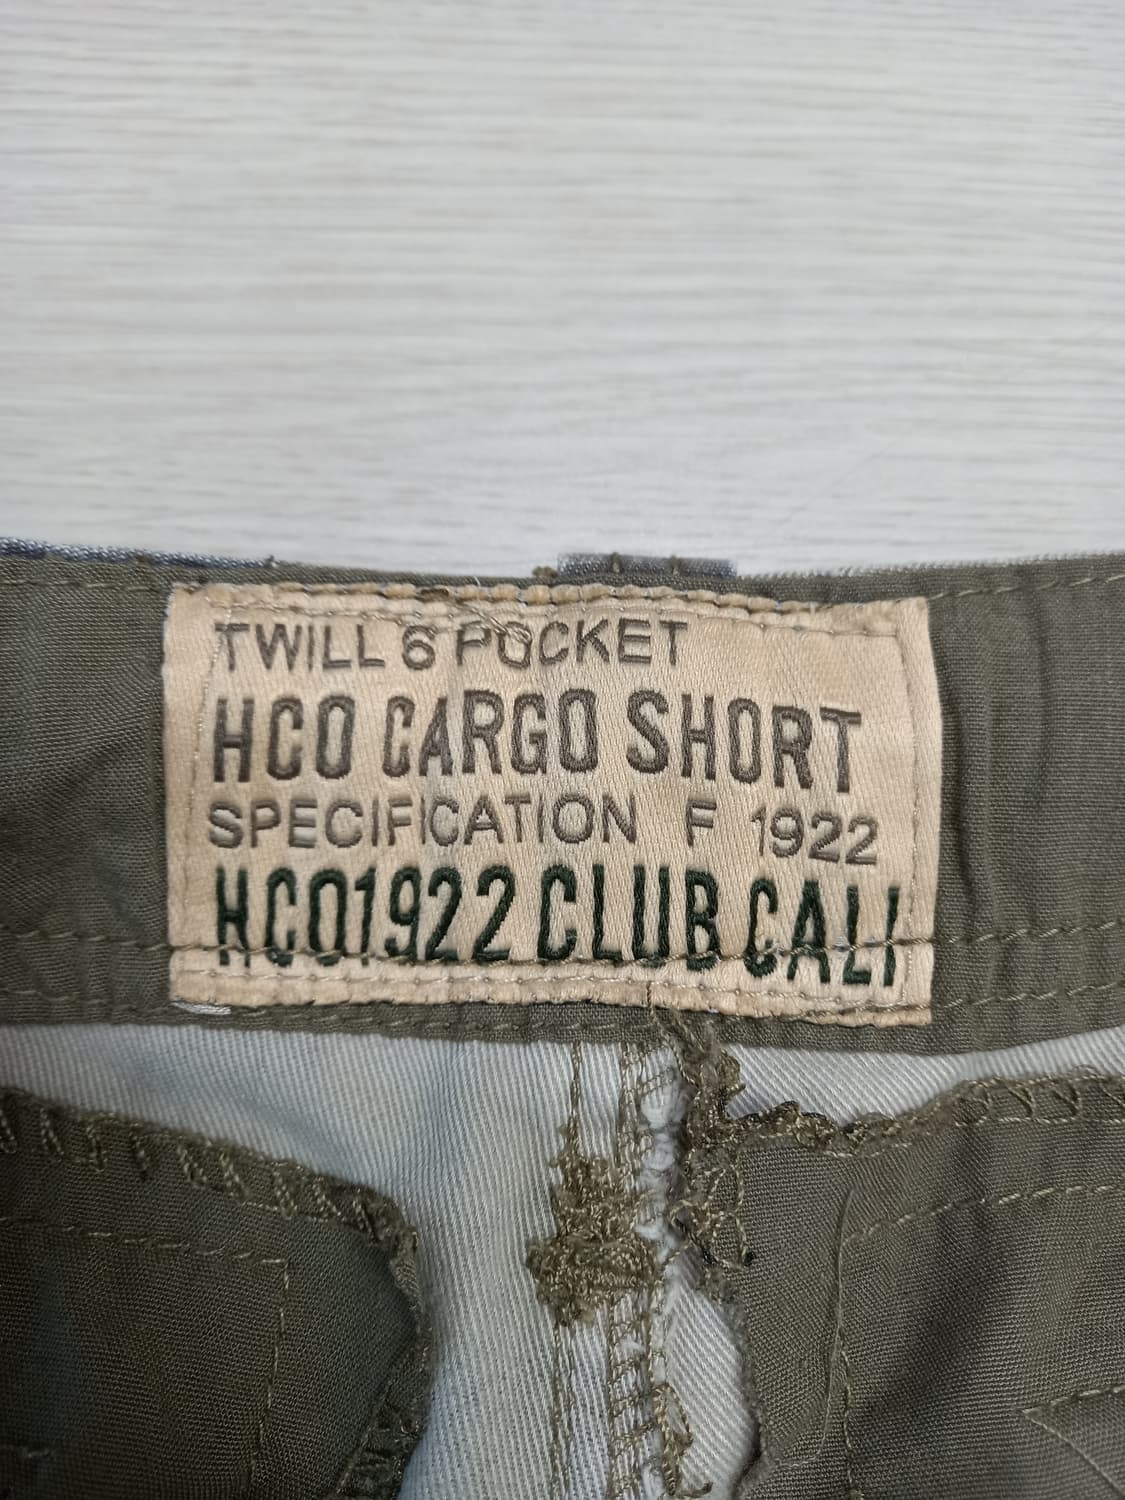 TWILL 6 POCKET
HCO CARGO SHORT
SPECIFICATION F 1922
HCO1922 CLUB CALI